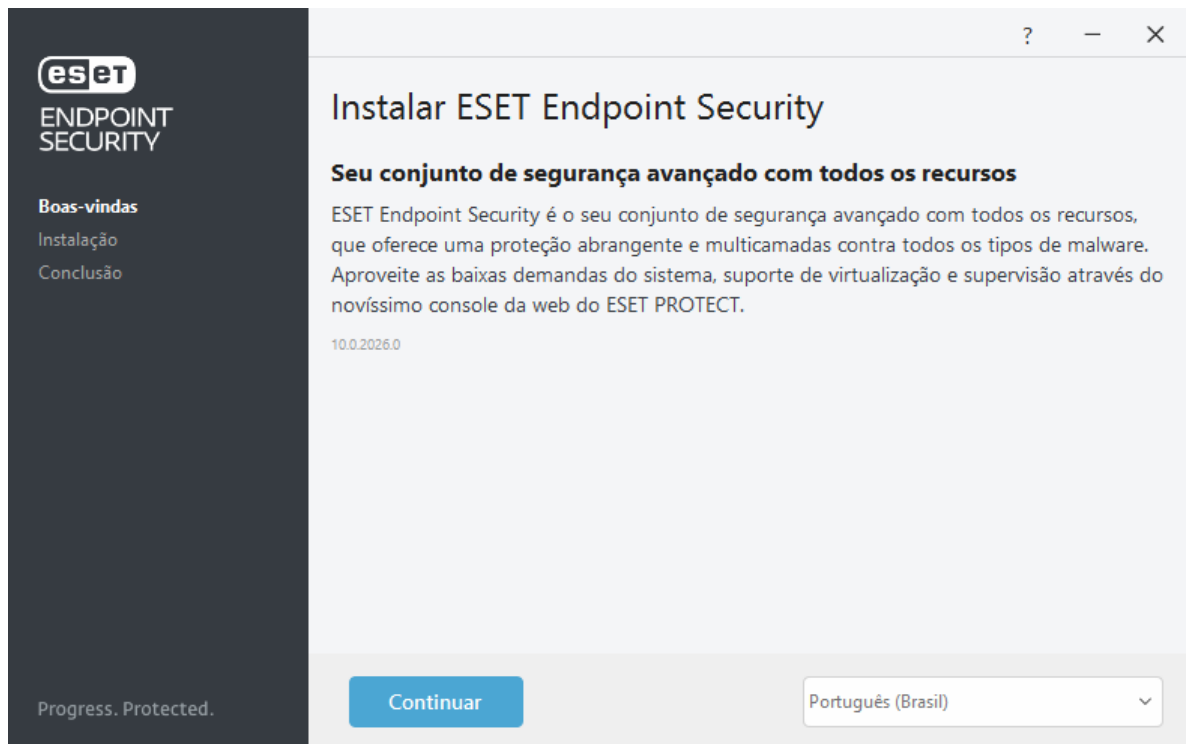 eseT
ENDPOINT
SECURITY
Boas-vindas
Instalação
Conclusão
Progress. Protected.
?
Instalar ESET Endpoint Security
Seu conjunto de segurança avançado com todos os recursos
ESET Endpoint Security é o seu conjunto de segurança avançado com todos os recursos,
que oferece uma proteção abrangente e multicamadas contra todos os tipos de malware.
Aproveite as baixas demandas do sistema, suporte de virtualização e supervisão através do
novíssimo console da web do ESET PROTECT.
10.0.2026.0
Continuar
Português (Brasil)